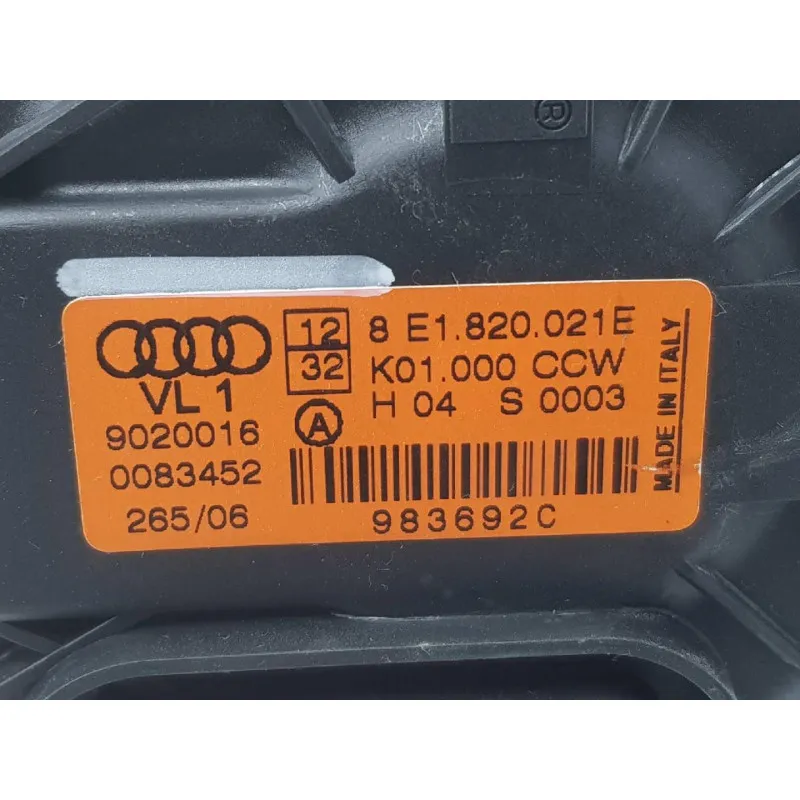 ®
12 8 E1.820.021E
32 K01.000 CCW
VL 1
A H 04 S 0003
9020016
0083452
265/06
983692C
MADE IN ITALY